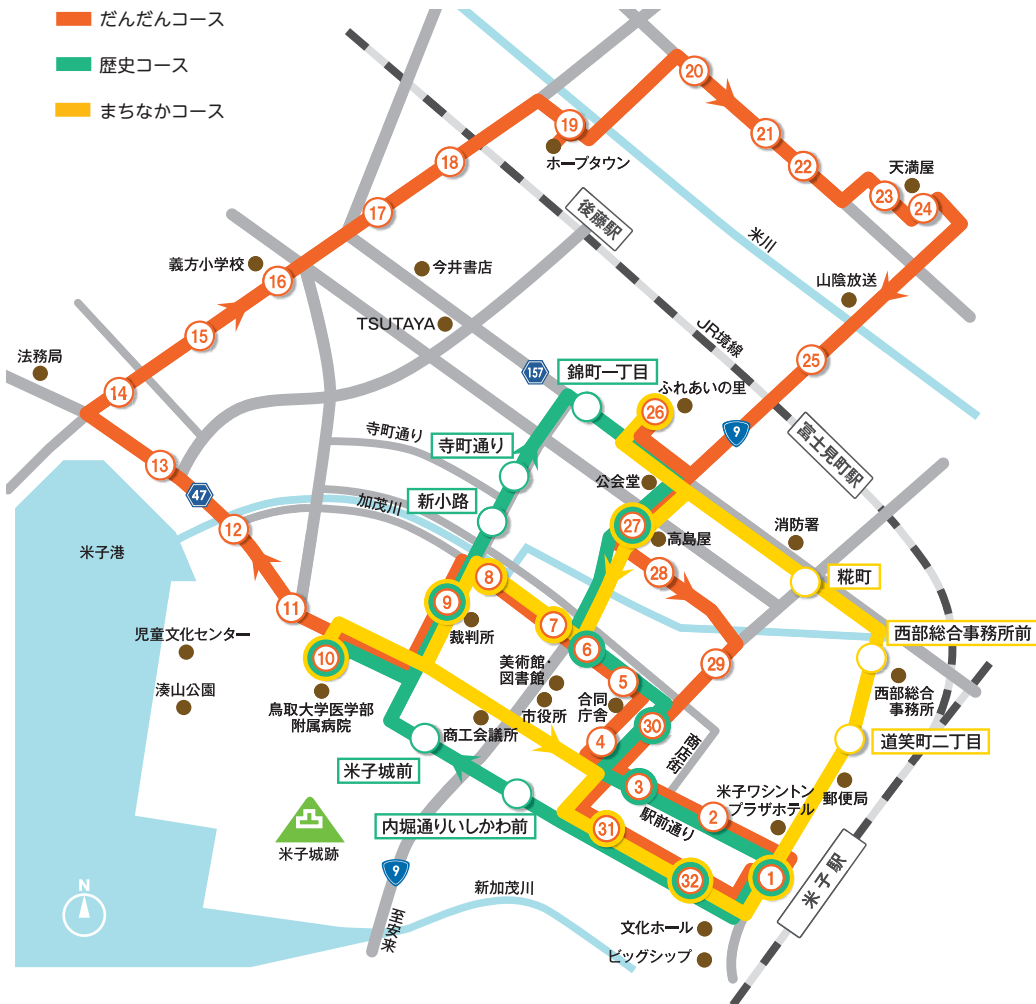 だんだんコース
歴史コース
まちなかコース
20
19
ホープタウン
21
18
22
天満屋
23
24
17
後藤駅
米川
義方小学校
今井書店
16
山陰放送
TSUTAYA
15
JR境線
法務局
25
14
157
錦町一丁目
ふれあいの里
26
9
寺町通り
寺町通り
富士見町駅
13
公会堂
47
加茂川
新小路
12
27
消防署
高島屋
米子港
28
糀町
8
11
9
7
西部総合事務所前
児童文化センター
裁判所
6
10
美術館・
図書館
5
29
湊山公園
合同
庁舎
西部総合
事務所
鳥取大学医学部
附属病院
市役所
30
商工会議所
4
商店街
道笑町二丁目
米子城前
3
米子ワシントン
プラザホテル
郵便局
2
駅前通り
内堀通りいしかわ前
31
米子城跡
9
32
1
米子駅
新加茂川
N
至安来
文化ホール
ビッグシップ